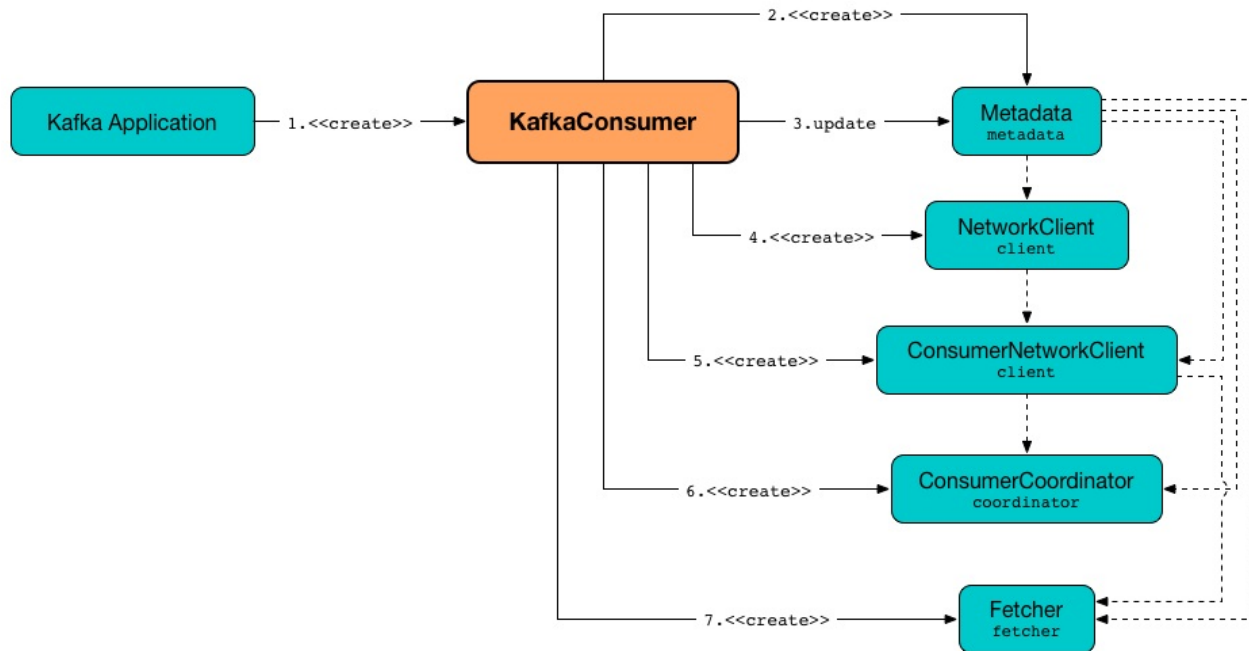 2.<<create>>
Kafka Application
1.<<create>>
KafkaConsumer
3.update
Metadata
metadata
NetworkClient
client
4.<<create>>
ConsumerNetworkClient
client
5.<<create>>
ConsumerCoordinator
coordinator
6.<<create>>
Fetcher
fetcher
7.<<create>>